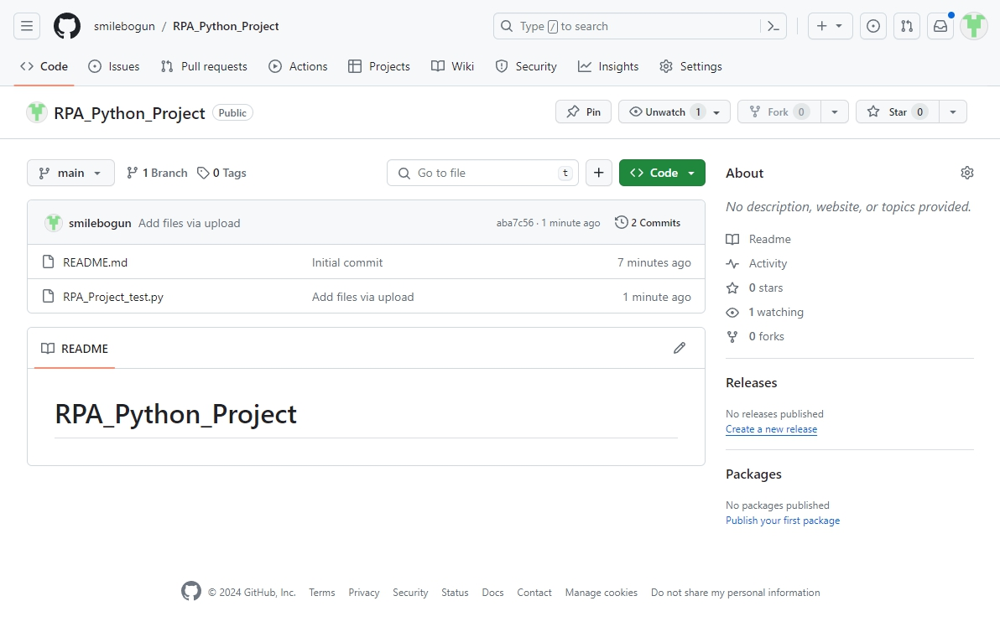 smilebogun / RPA_Python_Project
Type / to search
Code Issues Pull requests Actions Projects Wiki Security Insights Settings
RPA_Python_Project Public
Pin Unwatch 1 Fork 0 Star 0
main 1 Branch 0 Tags Go to file t Code
smilebogun Add files via upload aba7c56 · 1 minute ago 2 Commits
README.md Initial commit 7 minutes ago
RPA_Project_test.py Add files via upload 1 minute ago
README
RPA_Python_Project
About
No description, website, or topics provided.
Readme
Activity
0 stars
1 watching
0 forks
Releases
No releases published
Create a new release
Packages
No packages published
Publish your first package
© 2024 GitHub, Inc. Terms Privacy Security Status Docs Contact Manage cookies Do not share my personal information